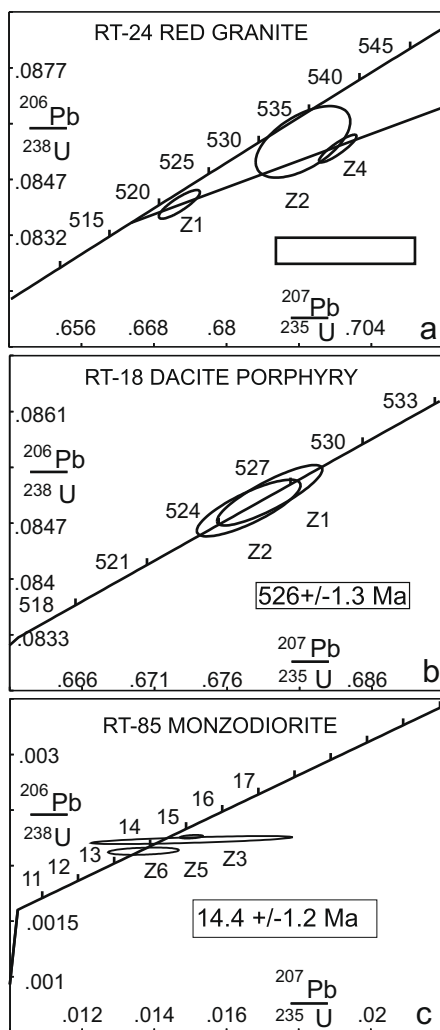 RT-24 RED GRANITE
545
.0877
540
206Pb
238U
535
530
.0847
525
Z4
520
Z2
Z1
515
.0832
207Pb
235U
.656 .668 .68 .704
a
RT-18 DACITE PORPHYRY
533
.0861
530
206Pb
238U
527
524
Z1
.0847
Z2
521
.084
518
526+/-1.3 Ma
.0833
207Pb
235U
.666 .671 .676 .686
b
RT-85 MONZODIORITE
.003
17
206Pb
238U
16
15
14
13
Z6 Z5 Z3
12
11
.0015
14.4 +/-1.2 Ma
.001
207Pb
235U
.012 .014 .016 .02
c